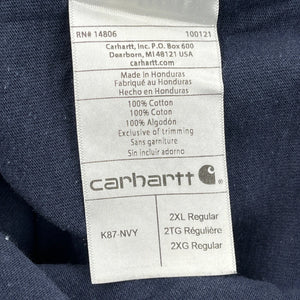 RN# 14806 100121
Carhartt, Inc. P.O. Box 600
Dearborn, MI 48121 USA
carhartt.com
Made in Honduras
Fabriqué au Honduras
Hecho en Honduras
100% Cotton
100% Cotton
100% Algodón
Exclusive of trimming
Sans garniture
Sin incluir adorno
carhartt
K87-NVY
2XL Regular
2TG Régulière
2XG Regular